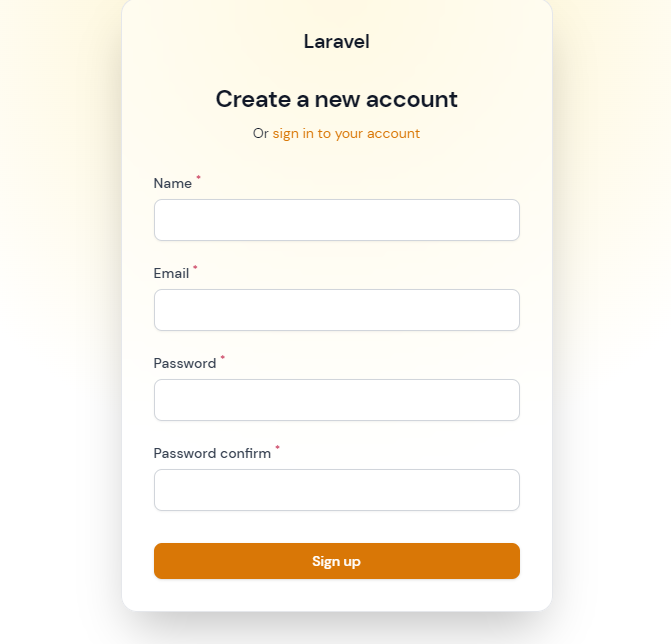 Laravel
Create a new account
Or sign in to your account
Name *
Email *
Password *
Password confirm *
Sign up